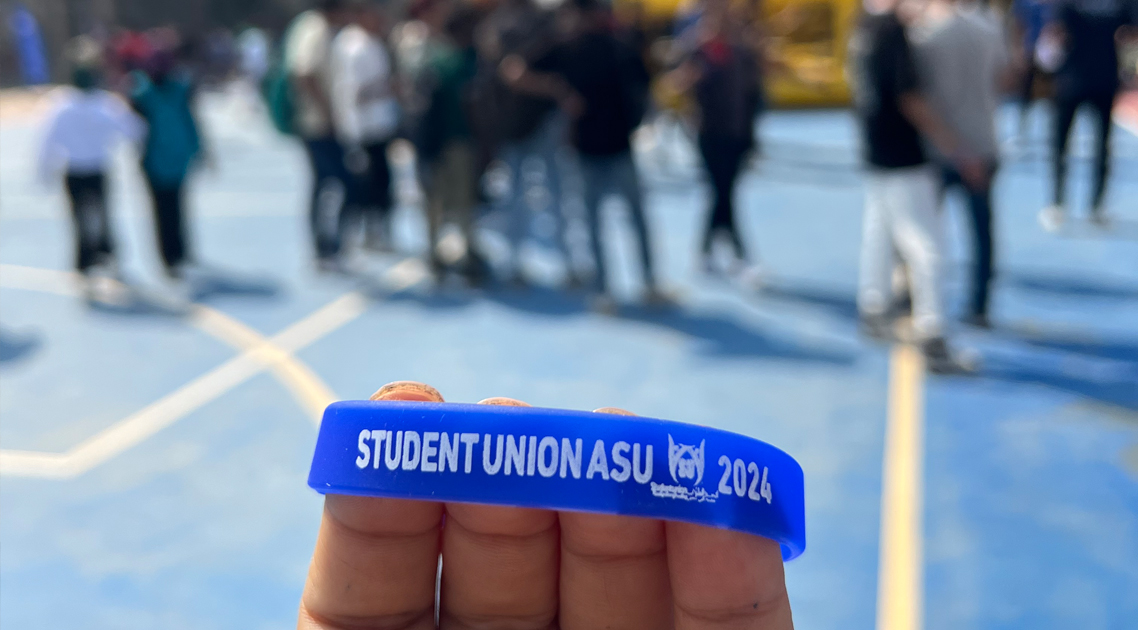 STUDENT UNION ASU 2024